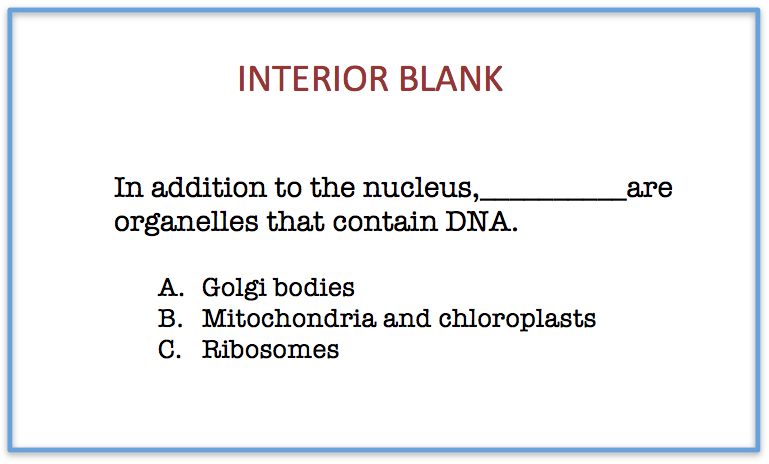 INTERIOR BLANK
In addition to the nucleus,__________are
organelles that contain DNA.
A. Golgi bodies
B. Mitochondria and chloroplasts
C. Ribosomes